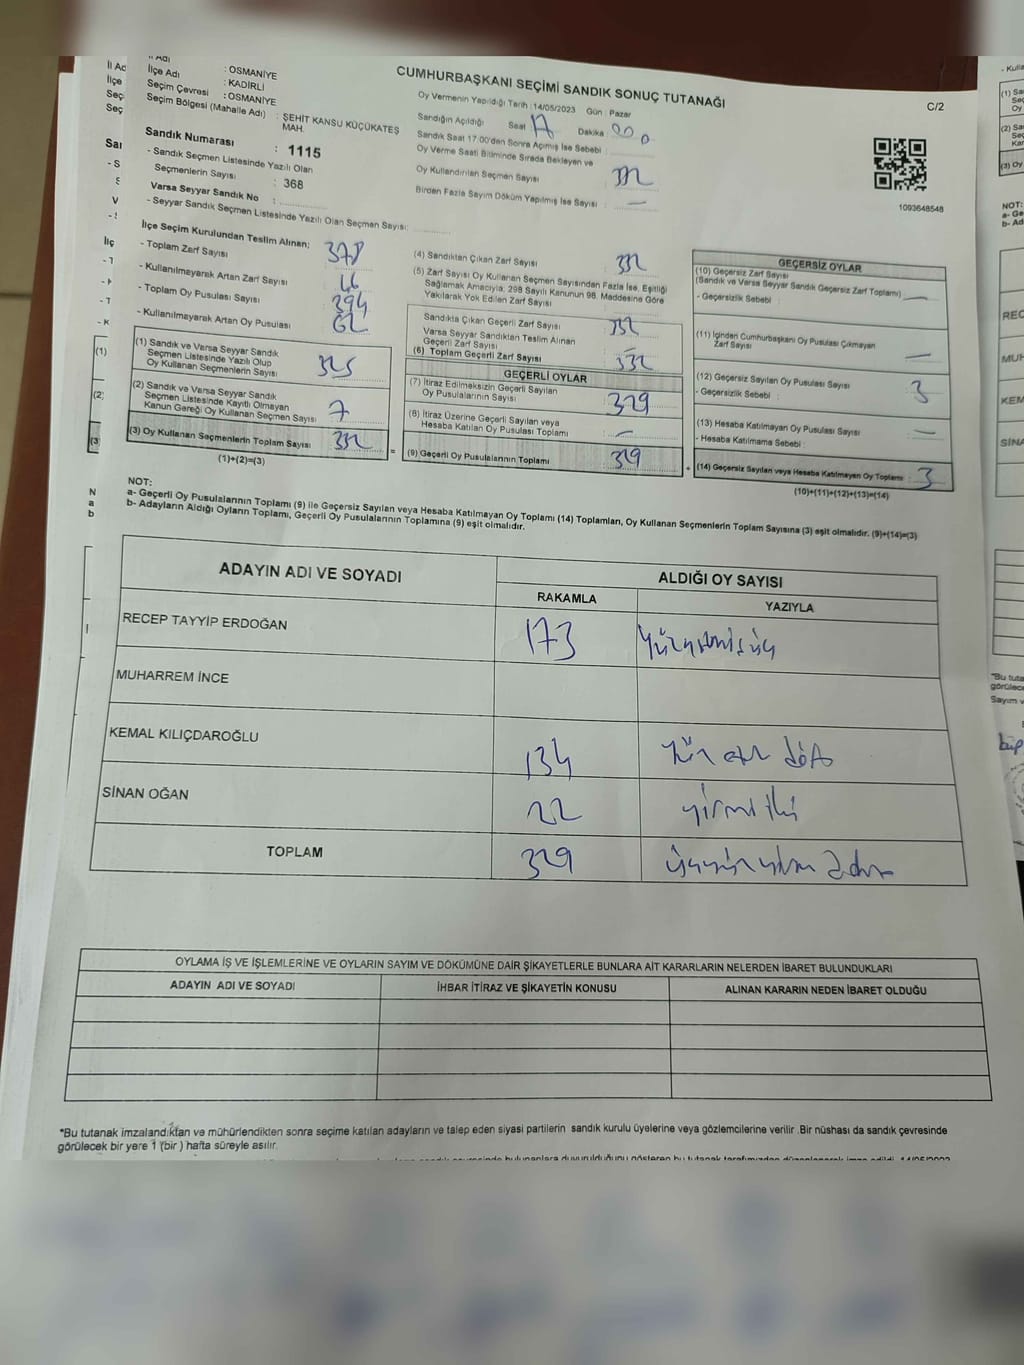 CUMHURBAŞKANI SEÇİMİ SANDIK SONUÇ TUTANAĞI
C/2
: OSMANİYE
İlçe Adı : KADİRLİ
Seçim Çevresi : OSMANİYE
Seçim Bölgesi (Mahalle Adı) : ŞEHİT KANSU KÜÇÜKATEŞ MAH.
Sandık Numarası : 1115
- Sandık Seçmen Listesinde Yazılı Olan
Seçmenlerin Sayısı : 368
Varsa Seyyar Sandık No :
- Seyyar Sandık Seçmen Listesinde Yazılı Olan Seçmen Sayısı:
Oy Vermenin Yapıldığı Tarih : 14/05/2023 Gün : Pazar
Sandığın Açıldığı Saat 17 Dakika 00
Sandık Saat 17.00'den Sonra Açılmış İse Sebebi :
Oy Verme Saati Bitiminde Sırada Bekleyen ve
Oy Kullandırılan Seçmen Sayısı 332
Birden Fazla Sayım Döküm Yapılmış İse Sayısı : —
1093648548
İlçe Seçim Kurulundan Teslim Alınan;
- Toplam Zarf Sayısı 378
- Kullanılmayarak Artan Zarf Sayısı 46
- Toplam Oy Pusulası Sayısı 394
- Kullanılmayarak Artan Oy Pusulası 62
(1) Sandık ve Varsa Seyyar Sandık
Seçmen Listesinde Yazılı Olup
Oy Kullanan Seçmenlerin Sayısı 325
(2) Sandık ve Varsa Seyyar Sandık
Seçmen Listesinde Kayıtlı Olmayan
Kanun Gereği Oy Kullanan Seçmen Sayısı 7
(3) Oy Kullanan Seçmenlerin Toplam Sayısı 332
(1)+(2)=(3)
(4) Sandıktan Çıkan Zarf Sayısı 332
(5) Zarf Sayısı Oy Kullanan Seçmen Sayısından Fazla İse, Eşitliği
Sağlamak Amacıyla, 298 Sayılı Kanunun 98. Maddesine Göre
Yakılarak Yok Edilen Zarf Sayısı
Sandıkta Çıkan Geçerli Zarf Sayısı 332
Varsa Seyyar Sandıktan Teslim Alınan
Geçerli Zarf Sayısı —
(6) Toplam Geçerli Zarf Sayısı 332
GEÇERLİ OYLAR
(7) İtiraz Edilmeksizin Geçerli Sayılan
Oy Pusulalarının Sayısı : 329
(8) İtiraz Üzerine Geçerli Sayılan veya
Hesaba Katılan Oy Pusulası Toplamı : —
(9) Geçerli Oy Pusulalarının Toplamı 329
GEÇERSİZ OYLAR
(10) Geçersiz Zarf Sayısı
(Sandık ve Varsa Seyyar Sandık Geçersiz Zarf Toplamı) —
- Geçersizlik Sebebi :
(11) İçinden Cumhurbaşkanı Oy Pusulası Çıkmayan
Zarf Sayısı —
(12) Geçersiz Sayılan Oy Pusulası Sayısı 3
- Geçersizlik Sebebi :
(13) Hesaba Katılmayan Oy Pusulası Sayısı —
- Hesaba Katılmama Sebebi :
(14) Geçersiz Sayılan veya Hesaba Katılmayan Oy Toplamı : 3
(10)+(11)+(12)+(13)=(14)
NOT:
a- Geçerli Oy Pusulalarının Toplamı (9) ile Geçersiz Sayılan veya Hesaba Katılmayan Oy Toplamı (14) Toplamları, Oy Kullanan Seçmenlerin Toplam Sayısına (3) eşit olmalıdır. (9)+(14)=(3)
b- Adayların Aldığı Oyların Toplamı, Geçerli Oy Pusulalarının Toplamına (9) eşit olmalıdır.
ADAYIN ADI VE SOYADI ALDIĞI OY SAYISI
RAKAMLA YAZIYLA
RECEP TAYYİP ERDOĞAN 173
MUHARREM İNCE
KEMAL KILIÇDAROĞLU 134
SİNAN OĞAN 22 yirmi iki
TOPLAM 329
OYLAMA İŞ VE İŞLEMLERİNE VE OYLARIN SAYIM VE DÖKÜMÜNE DAİR ŞİKAYETLERLE BUNLARA AİT KARARLARIN NELERDEN İBARET BULUNDUKLARI
ADAYIN ADI VE SOYADI İHBAR İTİRAZ VE ŞİKAYETİN KONUSU ALINAN KARARIN NEDEN İBARET OLDUĞU
*Bu tutanak imzalandıktan ve mühürlendikten sonra seçime katılan adayların ve talep eden siyasi partilerin sandık kurulu üyelerine veya gözlemcilerine verilir .Bir nüshası da sandık çevresinde
görülecek bir yere 1 (bir ) hafta süreyle asılır.